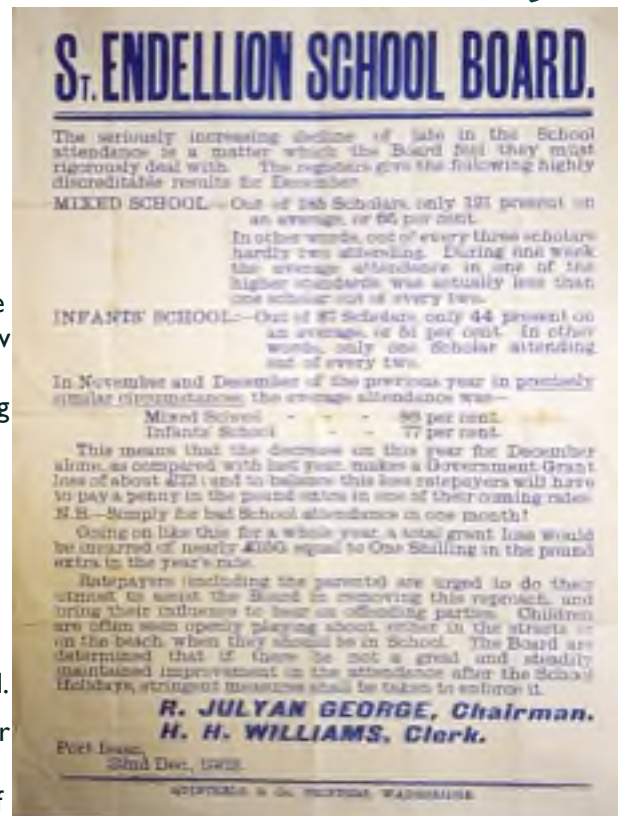 ST. ENDELLION SCHOOL BOARD.
The seriously increasing decline of late in the School
attendance is a matter which the Board feel they must
rigorously deal with. The registers give the following highly
discreditable results for December.
MIXED SCHOOL.—Out of Scholars, only 121 present on
an average, or per cent.
In other words, out of every three scholars
hardly two attending. During one week
the average attendance in one of the
higher standards, was actually less than
one scholar out of every two.
INFANTS' SCHOOL:—Out of Scholars, only 44 present on
an average, or per cent. In other
words, only one Scholar attending
out of every two.
In November and December of the previous year in precisely
similar circumstances, the average attendance was—
Mixed School - - - per cent.
Infants' School - - 77 per cent.
This means that the decrease on this year for December
alone, as compared with last year, makes a Government Grant
loss of about and to balance this loss ratepayers will have
to pay a penny in the pound extra in one of their coming rates.
N.B.—Simply for bad School attendance in one month!
Going on like this for a whole year, a total grant loss would
be incurred of nearly equal to One Shilling in the pound
extra in the year's rate.
Ratepayers (including the parents) are urged to do their
utmost to assist the Board in removing this reproach, and
bring their influence to bear on offending parties. Children
are often seen openly playing about, either in the streets or
on the beach, when they should be in School. The Board are
determined that if there be not a great and steadily
maintained improvement in the attendance after the School
Holidays, stringent measures shall be taken to enforce it.
R. JULYAN GEORGE, Chairman.
H. H. WILLIAMS, Clerk.
Port Isaac,
22nd Dec,
& Co. PRINTERS, WADEBRIDGE